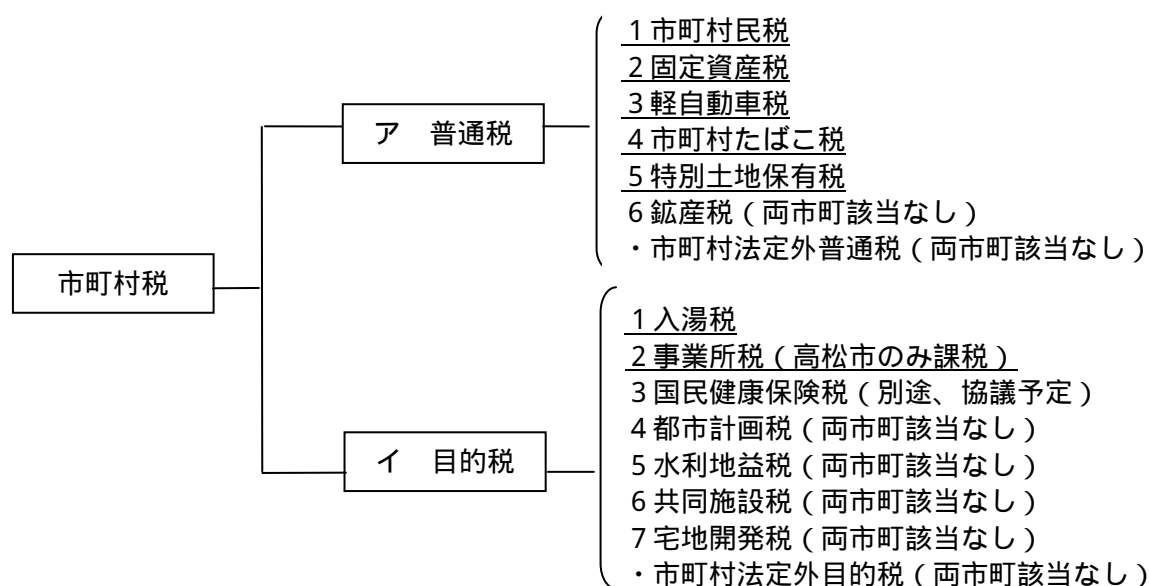 1 市町村民税
2 固定資産税
3 軽自動車税
ア 普通税
4 市町村たばこ税
5 特別土地保有税
6 鉱産税(両市町該当なし)
・市町村法定外普通税(両市町該当なし)
市町村税
1 入湯税
2 事業所税(高松市のみ課税)
3 国民健康保険税(別途、協議予定)
4 都市計画税(両市町該当なし)
イ 目的税
5 水利地益税(両市町該当なし)
6 共同施設税(両市町該当なし)
7 宅地開発税(両市町該当なし)
・市町村法定外目的税(両市町該当なし)